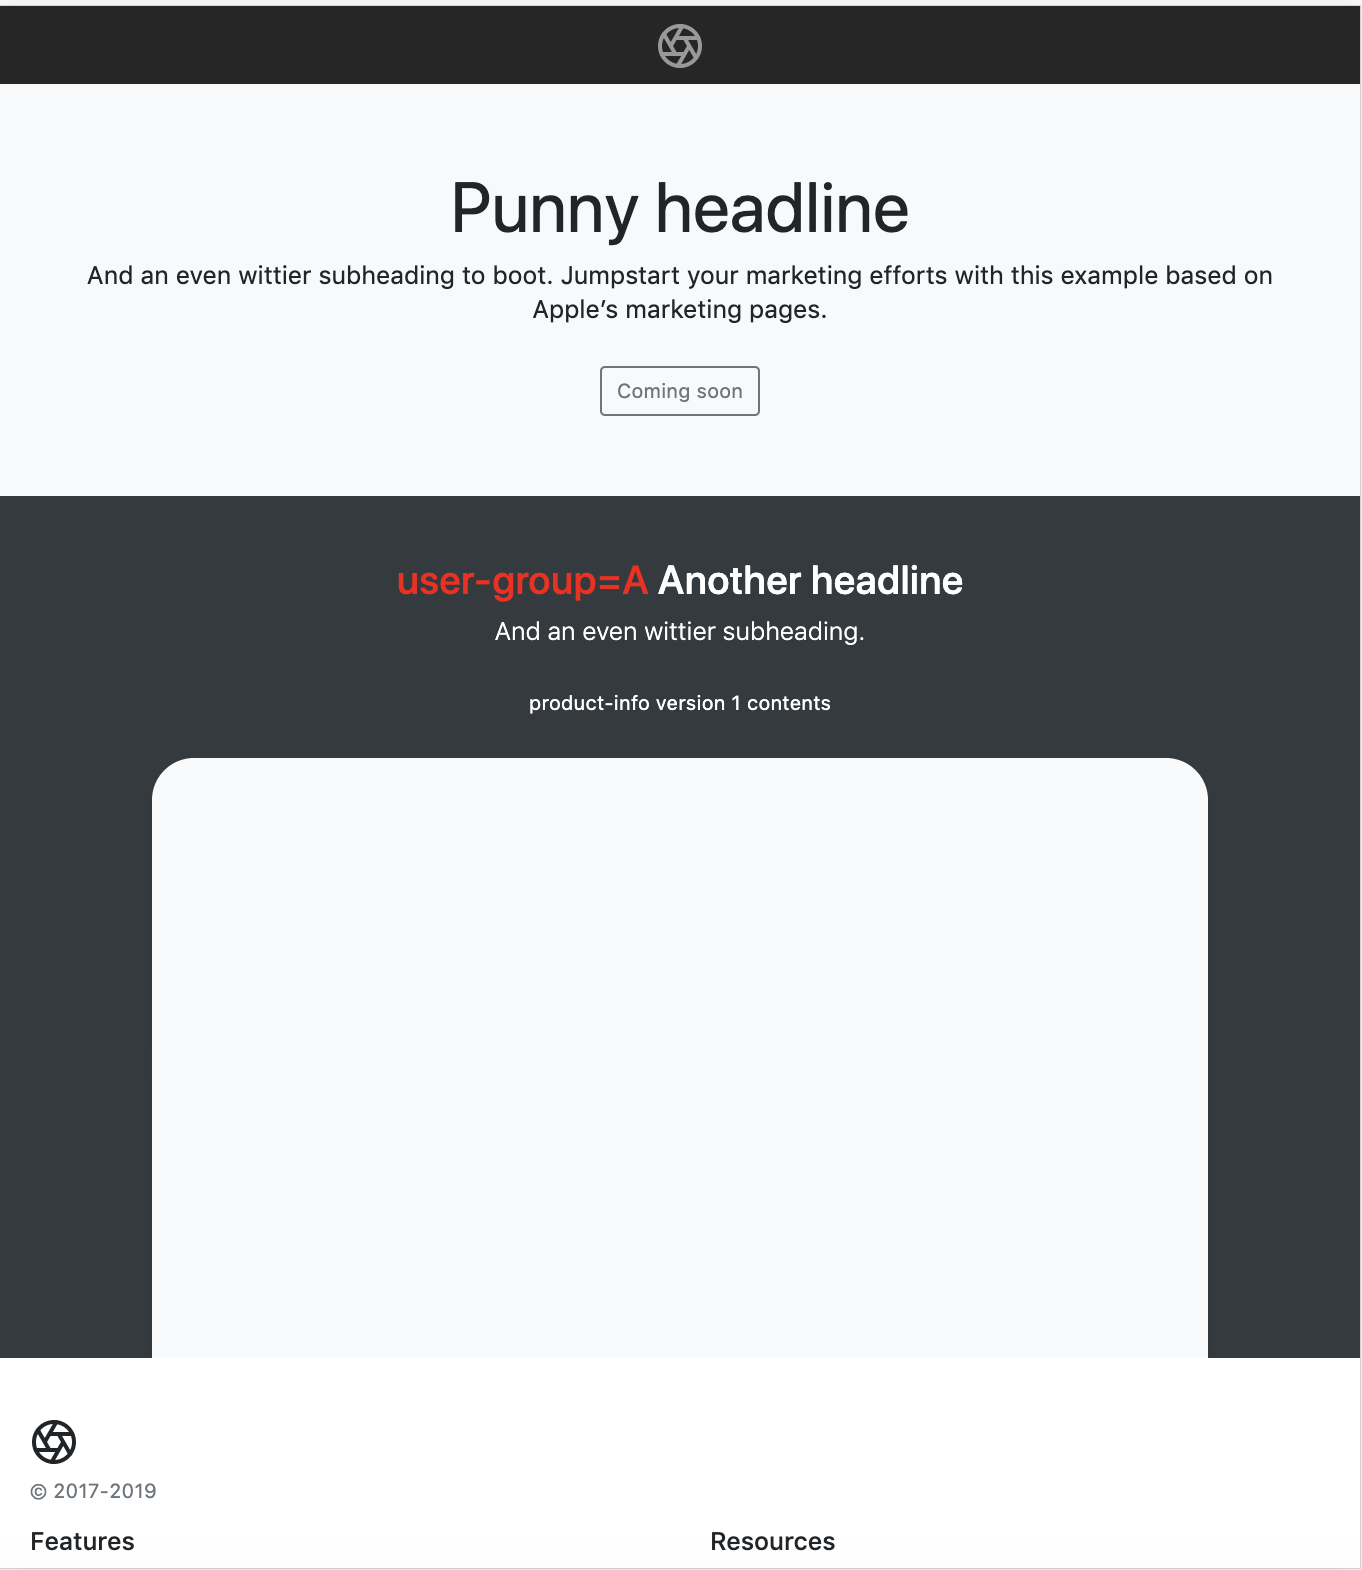 Punny headline
And an even wittier subheading to boot. Jumpstart your marketing efforts with this example based on
Apple’s marketing pages.
Coming soon
user-group=A Another headline
And an even wittier subheading.
product-info version 1 contents
© 2017-2019
Features
Resources